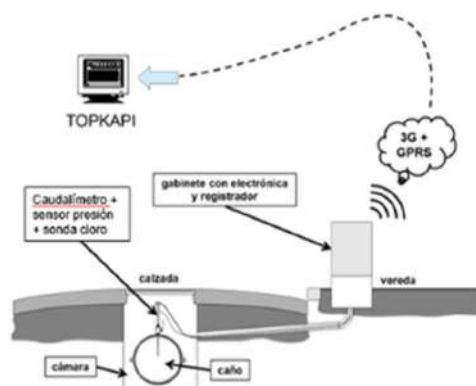 TOPKAPI
3G +
GPRS
gabinete con electrónica
y registrador
Caudalímetro +
sensor presión
+ sonda cloro
calzada
vereda
cámara
caño